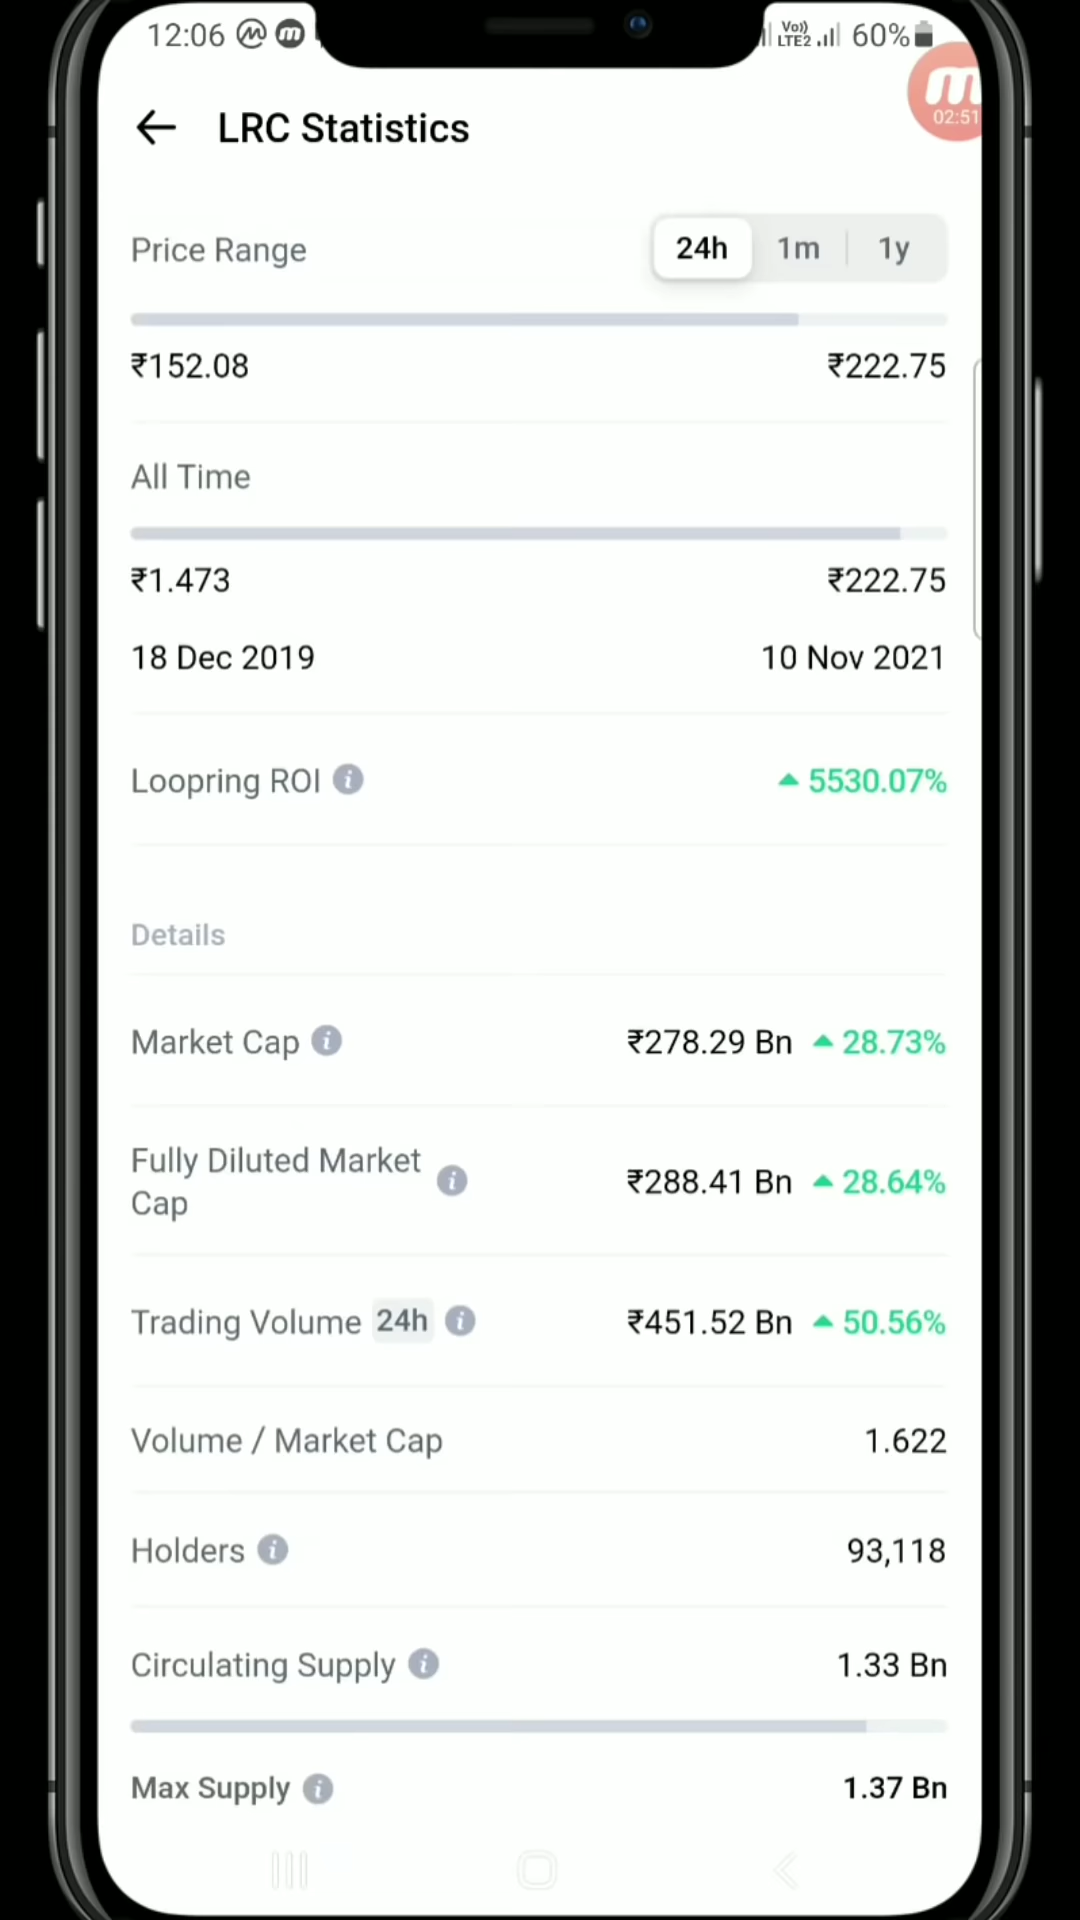 12:06 Vo)) LTE2 60%
02:51
LRC Statistics
Price Range 24h 1m 1y
₹152.08 ₹222.75
All Time
₹1.473 ₹222.75
18 Dec 2019 10 Nov 2021
Loopring ROI 5530.07%
Details
Market Cap ₹278.29 Bn 28.73%
Fully Diluted Market
Cap ₹288.41 Bn 28.64%
Trading Volume 24h ₹451.52 Bn 50.56%
Volume / Market Cap 1.622
Holders 93,118
Circulating Supply 1.33 Bn
Max Supply 1.37 Bn